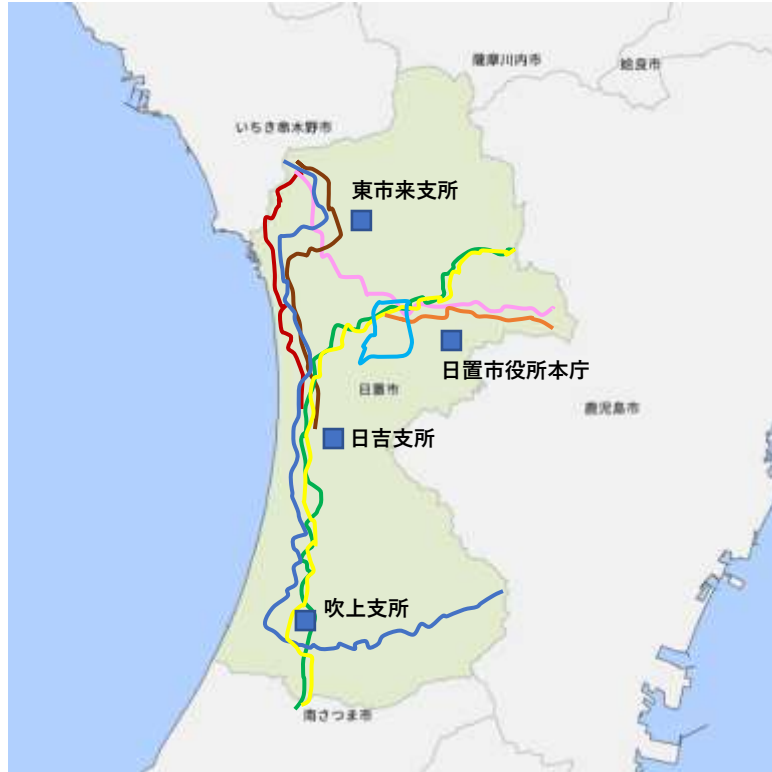 薩摩川内市
姶良市
いちき串木野市
東市来支所
日置市役所本庁
日置市
鹿児島市
日吉支所
吹上支所
南さつま市